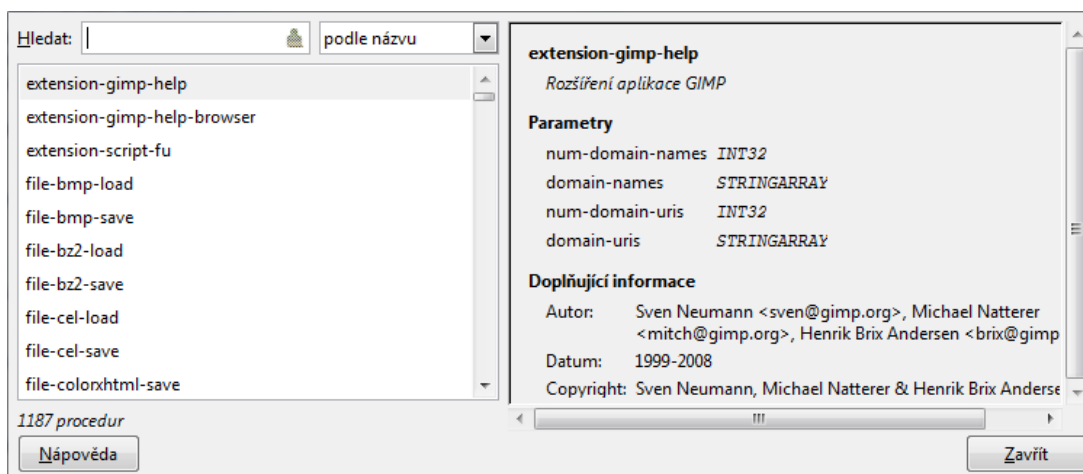 Hledat:
podle názvu
extension-gimp-help
extension-gimp-help-browser
extension-script-fu
file-bmp-load
file-bmp-save
file-bz2-load
file-bz2-save
file-cel-load
file-cel-save
file-colorxhtml-save
1187 procedur
Nápověda
extension-gimp-help
Rozšíření aplikace GIMP
Parametry
num-domain-names INT32
domain-names STRINGARRAY
num-domain-uris INT32
domain-uris STRINGARRAY
Doplňující informace
Autor: Sven Neumann <sven@gimp.org>, Michael Natterer
<mitch@gimp.org>, Henrik Brix Andersen <brix@gimp
Datum: 1999-2008
Copyright: Sven Neumann, Michael Natterer & Henrik Brix Anderse
Zavřít